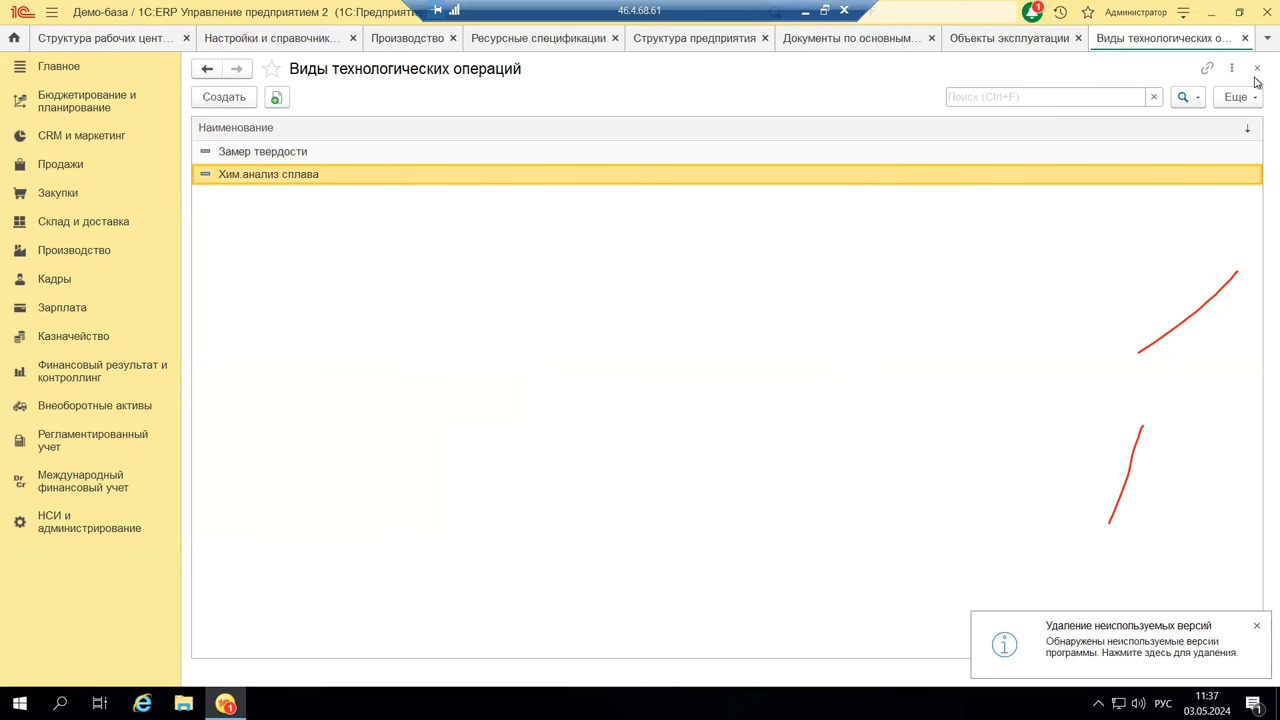 Демо-база / 1С:ERP Управление предприятием 2 (1С:Предприяти
46.4.68.61
Администратор
1
Структура рабочих цент...
Настройки и справочник...
Производство
Ресурсные спецификации
Структура предприятия
Документы по основным...
Объекты эксплуатации
Виды технологических о...
Главное
Бюджетирование и
планирование
CRM и маркетинг
Продажи
Закупки
Склад и доставка
Производство
Кадры
Зарплата
Казначейство
Финансовый результат и
контроллинг
Внеоборотные активы
Регламентированный
учет
Международный
финансовый учет
НСИ и
администрирование
Виды технологических операций
Создать
Поиск (Ctrl+F)
Еще
Наименование
Замер твердости
Хим.анализ сплава
Удаление неиспользуемых версий
Обнаружены неиспользуемые версии
программы. Нажмите здесь для удаления.
РУС
11:37
03.05.2024
1
1